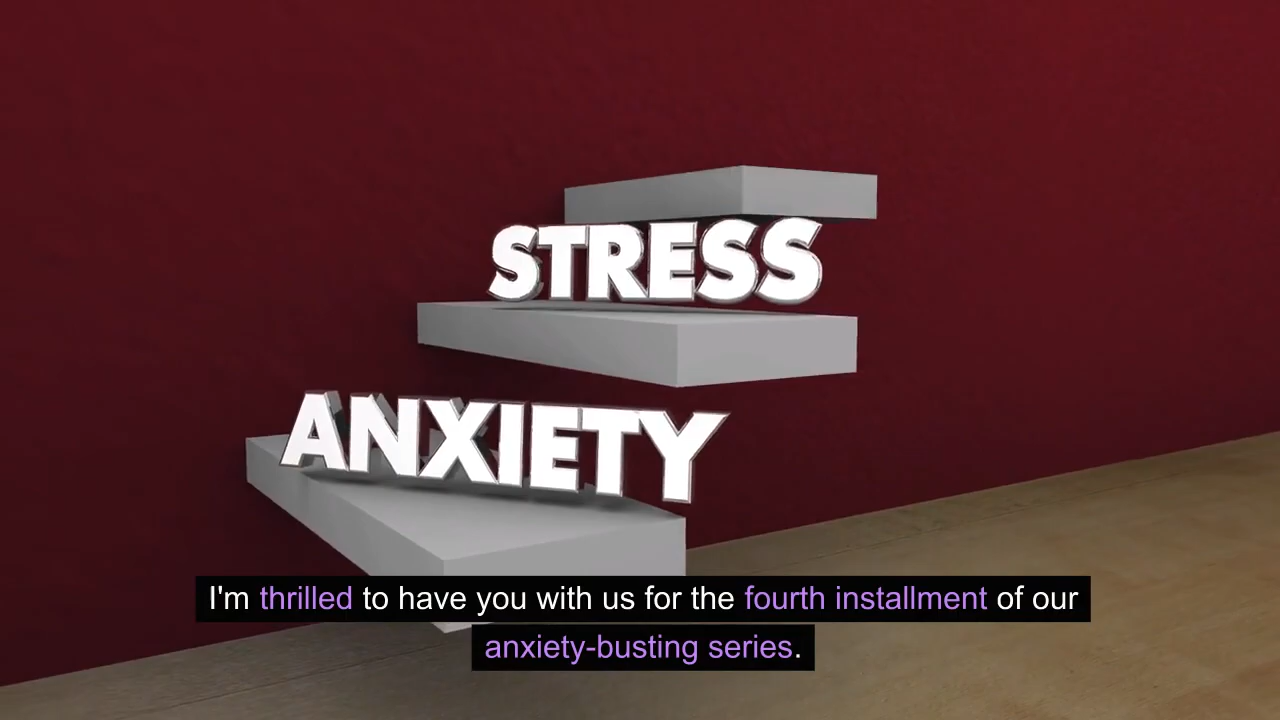 STRESS
ANXIETY
I'm thrilled to have you with us for the fourth installment of our
anxiety-busting series.